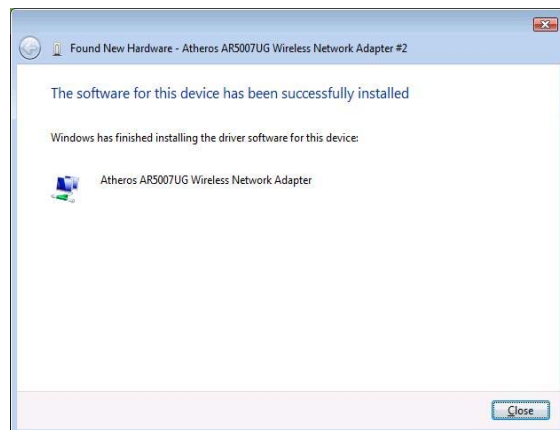 Found New Hardware - Atheros AR5007UG Wireless Network Adapter #2
The software for this device has been successfully installed
Windows has finished installing the driver software for this device:
Atheros AR5007UG Wireless Network Adapter
Close